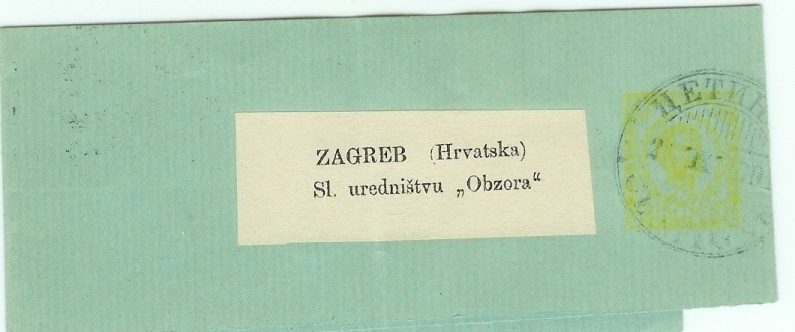 ZAGREB (Hrvatska)
Sl. uredništvu „Obzora“